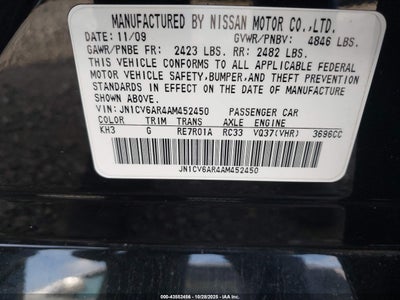 MANUFACTURED BY NISSAN MOTOR CO.,LTD.
DATE: 11/09 GVWR/PNBV: 4846 LBS.
GAWR/PNBE FR: 2423 LBS. RR: 2482 LBS.
THIS VEHICLE CONFORMS TO ALL APPLICABLE FEDERAL
MOTOR VEHICLE SAFETY, BUMPER, AND THEFT PREVENTION
STANDARDS IN EFFECT ON THE DATE OF MANUFACTURE
SHOWN ABOVE.
VIN: JN1CV6AR4AM452450 PASSENGER CAR
COLOR TRIM TRANS AXLE ENGINE
KH3 G RE7R01A RC33 VQ37(VHR) 3696CC
JN1CV6AR4AM452450
000-43552456 - 10/28/2025 - IAAI